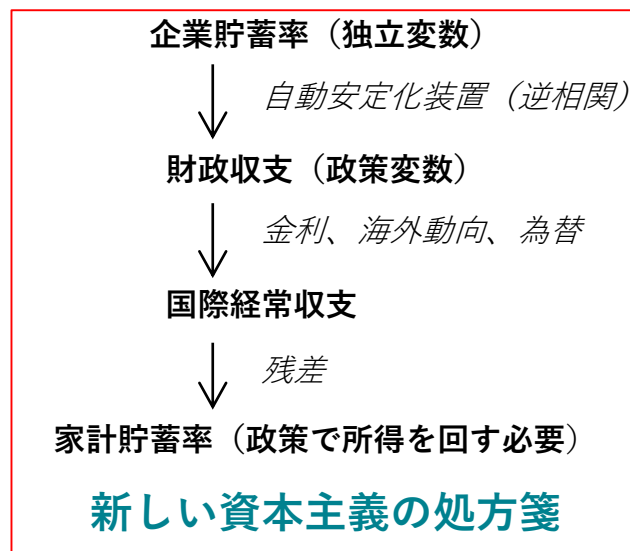 企業貯蓄率（独立変数）
自動安定化装置（逆相関）
財政収支（政策変数）
金利、海外動向、為替
国際経常収支
残差
家計貯蓄率（政策で所得を回す必要）
新しい資本主義の処方箋